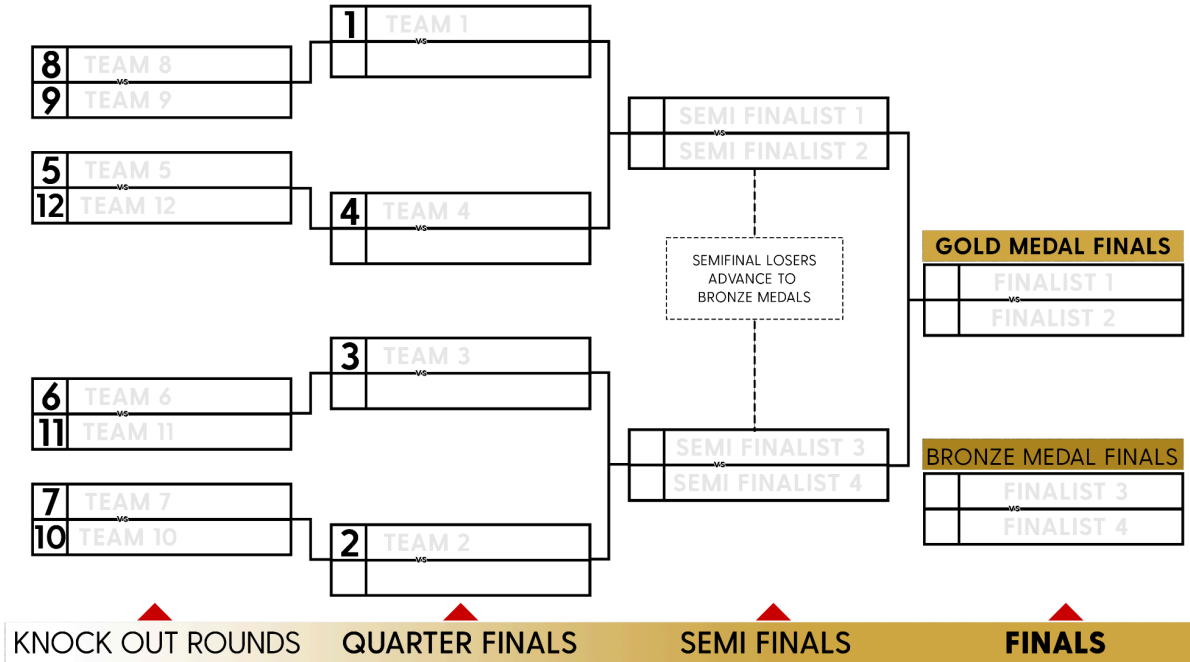 8 TEAM 8
vs
9 TEAM 9
5 TEAM 5
vs
12 TEAM 12
6 TEAM 6
vs
11 TEAM 11
7 TEAM 7
vs
10 TEAM 10
1 TEAM 1
vs
4 TEAM 4
vs
3 TEAM 3
vs
2 TEAM 2
vs
SEMI FINALIST 1
vs
SEMI FINALIST 2
SEMIFINAL LOSERS
ADVANCE TO
BRONZE MEDALS
SEMI FINALIST 3
vs
SEMI FINALIST 4
GOLD MEDAL FINALS
FINALIST 1
vs
FINALIST 2
BRONZE MEDAL FINALS
FINALIST 3
vs
FINALIST 4
KNOCK OUT ROUNDS
QUARTER FINALS
SEMI FINALS
FINALS